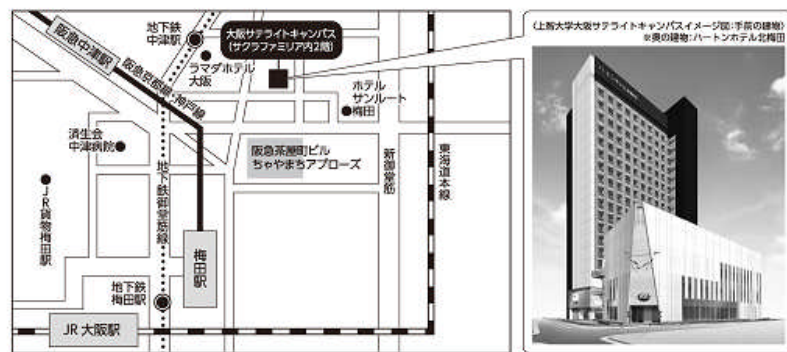 地下鉄
中津駅
大阪サテライトキャンパス
(サクラファミリア内2階)
阪急中津駅
ラマダホテル
大阪
阪急京都線・神戸線
ホテル
サンルート
梅田
済生会
中津病院
阪急茶屋町ビル
ちゃやまちアプローズ
新御堂筋
東海道本線
JR貨物梅田駅
地下鉄御堂筋線
梅田駅
地下鉄
梅田駅
JR 大阪駅
〈上智大学大阪サテライトキャンパスイメージ図:手前の建物〉
※奥の建物:ハートンホテル北梅田